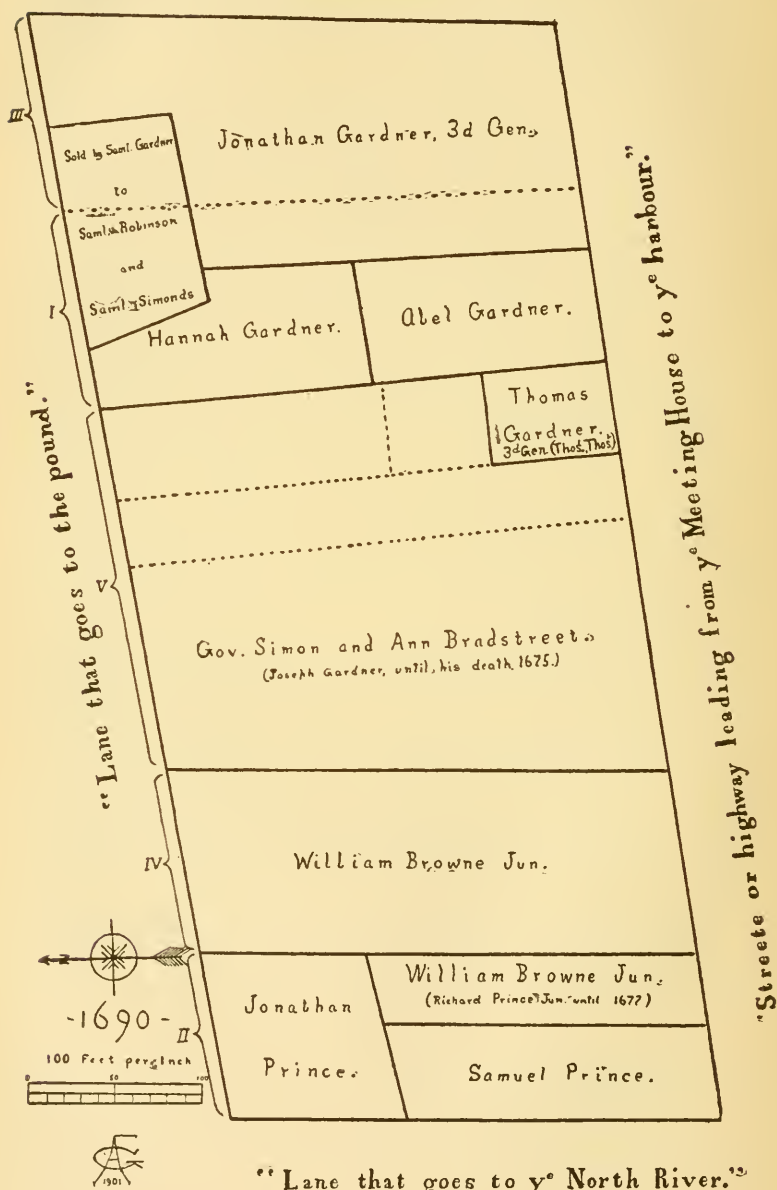 III
Sold by Saml. Gardner
to
Saml. Robinson
and
Saml. Simonds
Jonathan Gardner, 3d Gen.
I
Hannah Gardner.
Abel Gardner.
Thomas
Gardner.
3d Gen (Thos., Thos.)
V
Gov. Simon and Ann Bradstreet.
(Joseph Gardner, until his death 1675.)
IV
William Browne Jun.
II
Jonathan
Prince.
William Browne Jun.
(Richard Prince Jun. until 1677)
Samuel Prince.
"Lane that goes to the pound."
"Streete or highway leading from yᵉ Meeting House to yᵉ harbour."
N
-1690-
100 Feet per Inch
0 50 100
1901
"Lane that goes to yᵉ North River."